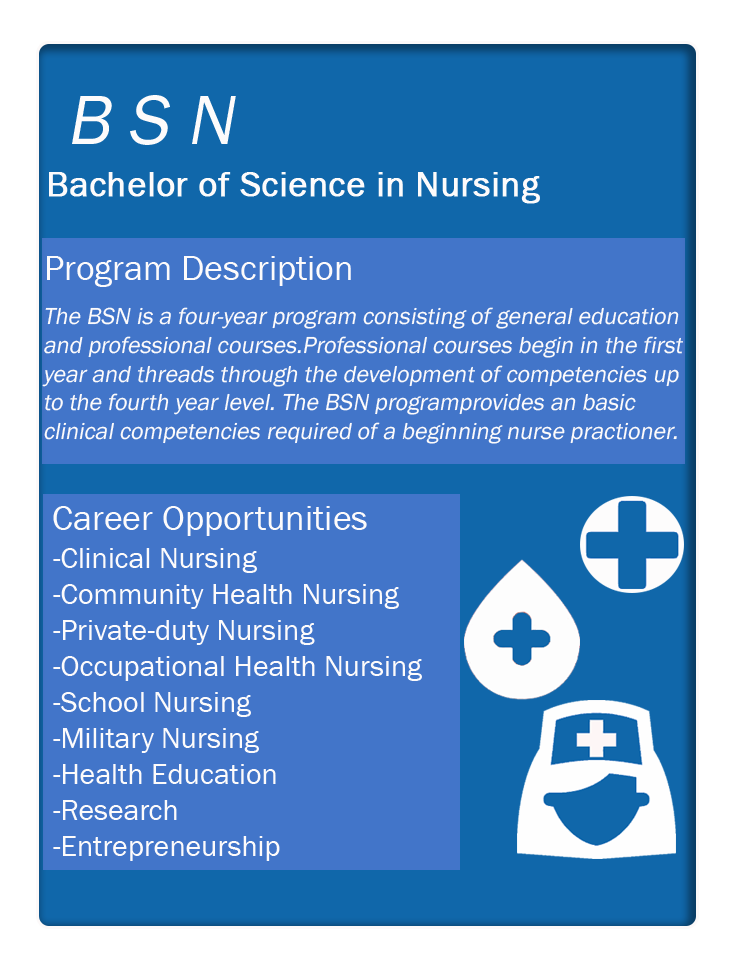 B S N
Bachelor of Science in Nursing
Program Description
The BSN is a four-year program consisting of general education
and professional courses.Professional courses begin in the first
year and threads through the development of competencies up
to the fourth year level. The BSN programprovides an basic
clinical competencies required of a beginning nurse practioner.
Career Opportunities
-Clinical Nursing
-Community Health Nursing
-Private-duty Nursing
-Occupational Health Nursing
-School Nursing
-Military Nursing
-Health Education
-Research
-Entrepreneurship